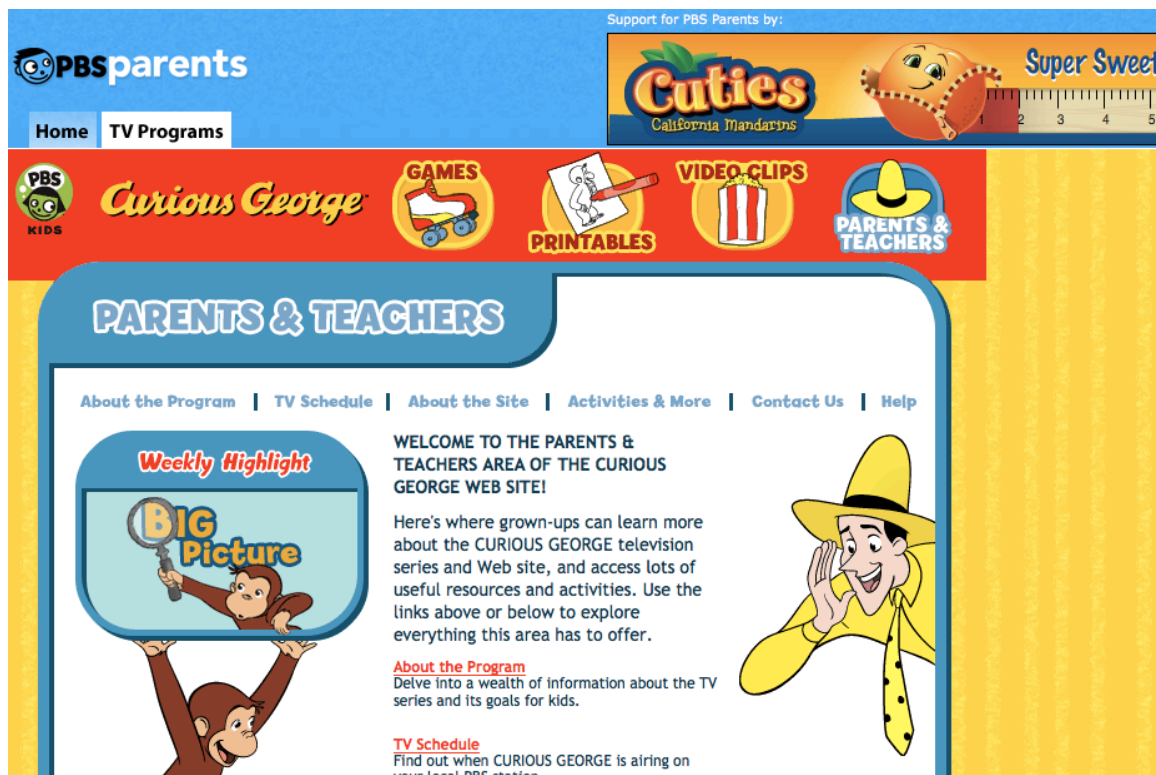 Support for PBS Parents by:
PBSparents
Cuties
California Mandarins
Super Sweet
1 2 3 4 5
Home
TV Programs
PBS
KIDS
Curious George
GAMES
PRINTABLES
VIDEO CLIPS
PARENTS &
TEACHERS
PARENTS & TEACHERS
About the Program | TV Schedule | About the Site | Activities & More | Contact Us | Help
Weekly Highlight
BIG
Picture
WELCOME TO THE PARENTS &
TEACHERS AREA OF THE CURIOUS
GEORGE WEB SITE!
Here's where grown-ups can learn more
about the CURIOUS GEORGE television
series and Web site, and access lots of
useful resources and activities. Use the
links above or below to explore
everything this area has to offer.
About the Program
Delve into a wealth of information about the TV
series and its goals for kids.
TV Schedule
Find out when CURIOUS GEORGE is airing on
your local PBS station